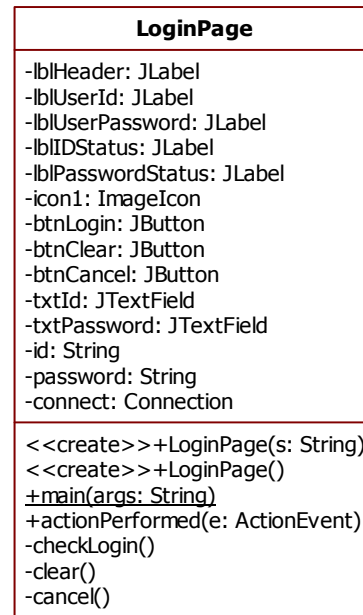 LoginPage
-lblHeader: JLabel
-lblUserId: JLabel
-lblUserPassword: JLabel
-lblIDStatus: JLabel
-lblPasswordStatus: JLabel
-icon1: ImageIcon
-btnLogin: JButton
-btnClear: JButton
-btnCancel: JButton
-txtId: JTextField
-txtPassword: JTextField
-id: String
-password: String
-connect: Connection
<<create>>+LoginPage(s: String)
<<create>>+LoginPage()
+main(args: String)
+actionPerformed(e: ActionEvent)
-checkLogin()
-clear()
-cancel()